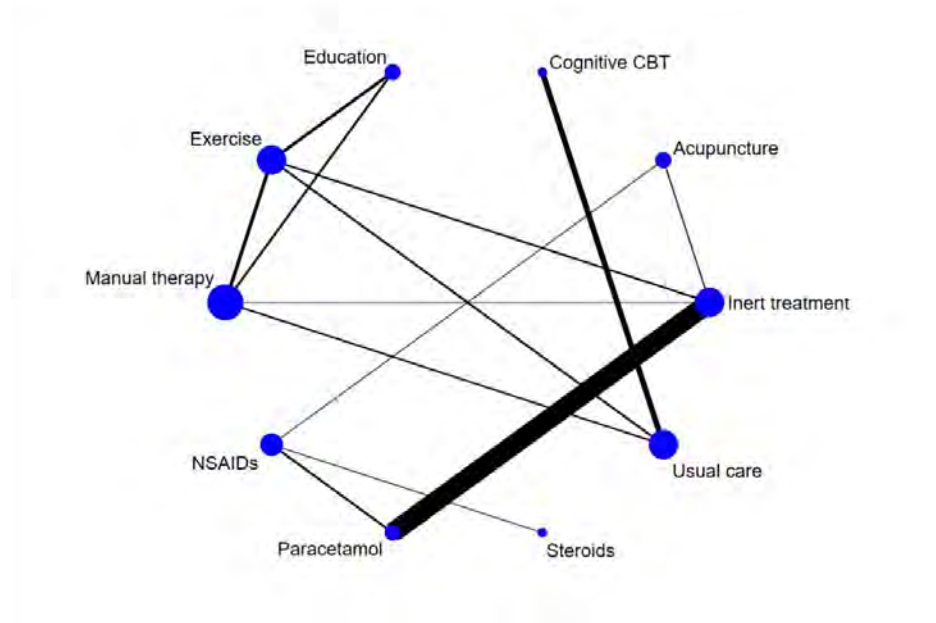 Education
Cognitive CBT
Exercise
Acupuncture
Manual therapy
Inert treatment
NSAIDs
Usual care
Paracetamol
Steroids